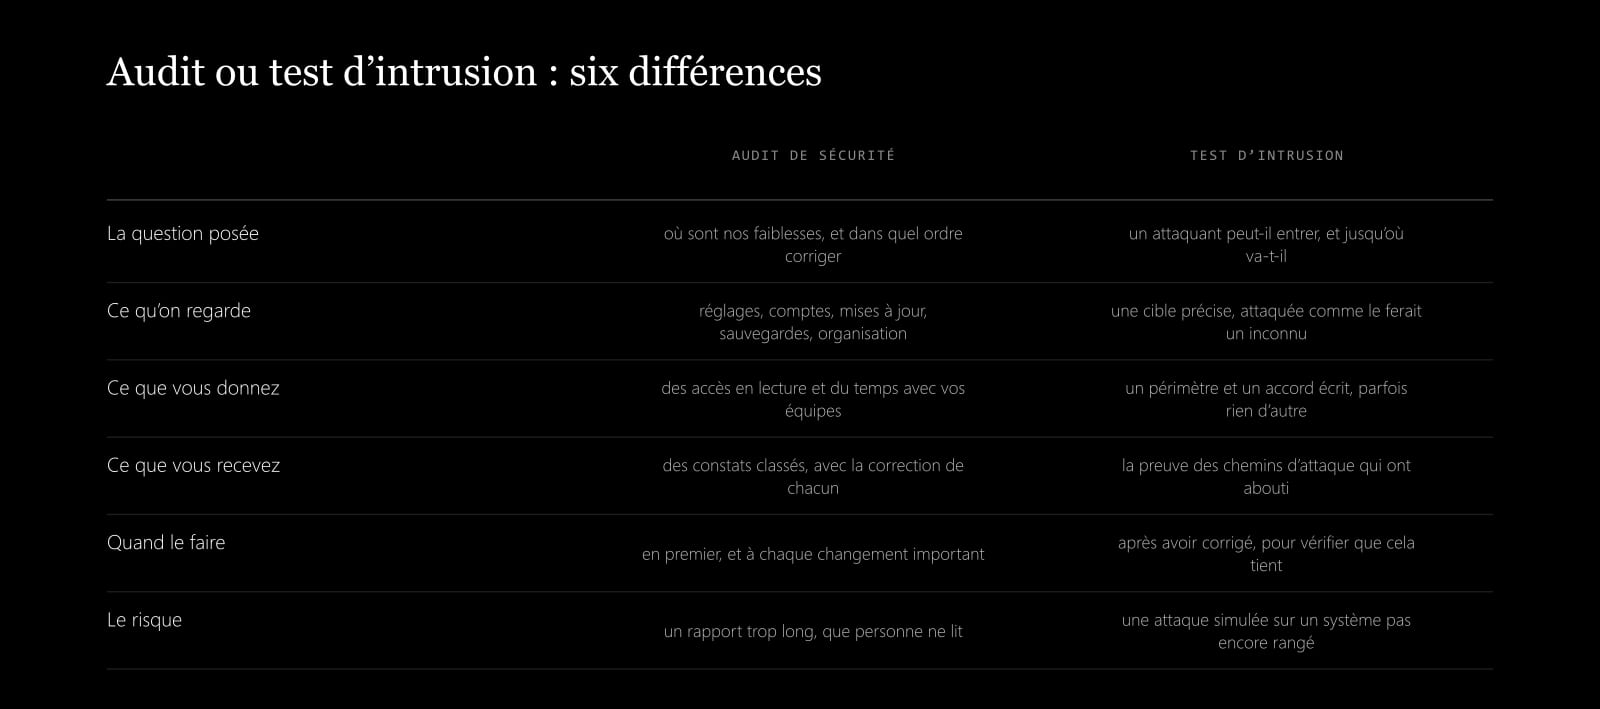 Audit ou test d’intrusion : six différences
AUDIT DE SÉCURITÉ
TEST D’INTRUSION
La question posée
où sont nos faiblesses, et dans quel ordre
corriger
un attaquant peut-il entrer, et jusqu’où
va-t-il
Ce qu’on regarde
réglages, comptes, mises à jour,
sauvegardes, organisation
une cible précise, attaquée comme le ferait
un inconnu
Ce que vous donnez
des accès en lecture et du temps avec vos
équipes
un périmètre et un accord écrit, parfois
rien d’autre
Ce que vous recevez
des constats classés, avec la correction de
chacun
la preuve des chemins d’attaque qui ont
abouti
Quand le faire
en premier, et à chaque changement important
après avoir corrigé, pour vérifier que cela
tient
Le risque
un rapport trop long, que personne ne lit
une attaque simulée sur un système pas
encore rangé